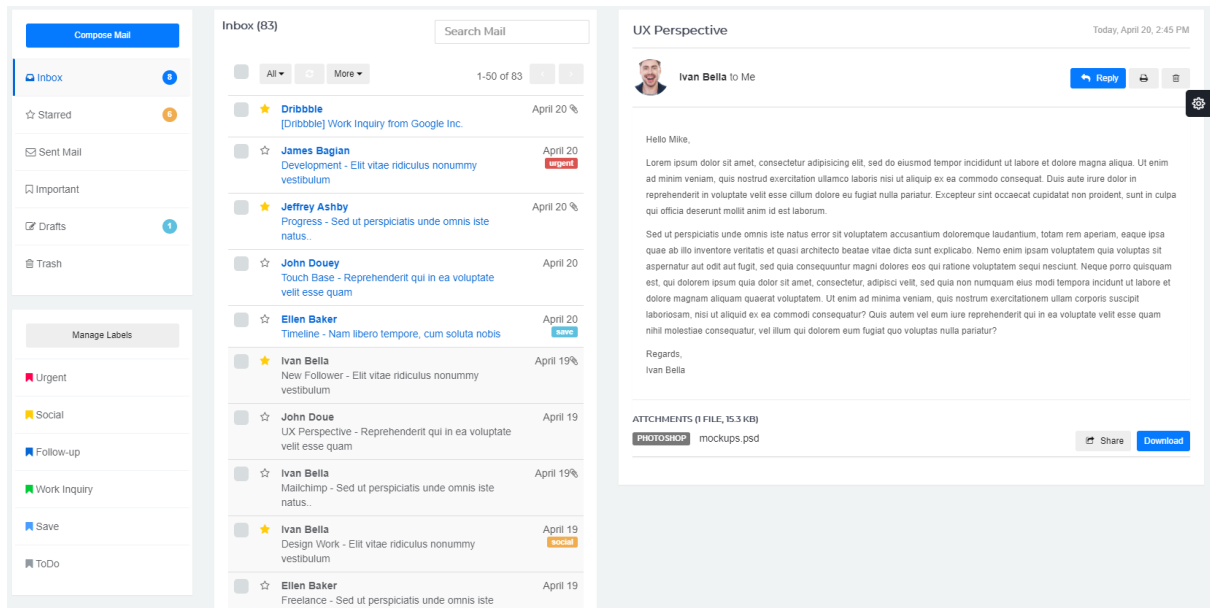 Compose Mail
Inbox 8
Starred 6
Sent Mail
Important
Drafts 1
Trash
Manage Labels
Urgent
Social
Follow-up
Work Inquiry
Save
ToDo
Inbox (83)
Search Mail
All More 1-50 of 83
Dribbble April 20
[Dribbble] Work Inquiry from Google Inc.
James Bagian April 20
Development - Elit vitae ridiculus nonummy urgent
vestibulum
Jeffrey Ashby April 20
Progress - Sed ut perspiciatis unde omnis iste
natus..
John Douey April 20
Touch Base - Reprehenderit qui in ea voluptate
velit esse quam
Ellen Baker April 20
Timeline - Nam libero tempore, cum soluta nobis save
Ivan Bella April 19
New Follower - Elit vitae ridiculus nonummy
vestibulum
John Doue April 19
UX Perspective - Reprehenderit qui in ea voluptate
velit esse quam
Ivan Bella April 19
Mailchimp - Sed ut perspiciatis unde omnis iste
natus..
Ivan Bella April 19
Design Work - Elit vitae ridiculus nonummy social
vestibulum
Ellen Baker April 19
Freelance - Sed ut perspiciatis unde omnis iste
UX Perspective Today, April 20, 2:45 PM
Ivan Bella to Me Reply
Hello Mike,
Lorem ipsum dolor sit amet, consectetur adipisicing elit, sed do eiusmod tempor incididunt ut labore et dolore magna aliqua. Ut enim
ad minim veniam, quis nostrud exercitation ullamco laboris nisi ut aliquip ex ea commodo consequat. Duis aute irure dolor in
reprehenderit in voluptate velit esse cillum dolore eu fugiat nulla pariatur. Excepteur sint occaecat cupidatat non proident, sunt in culpa
qui officia deserunt mollit anim id est laborum.
Sed ut perspiciatis unde omnis iste natus error sit voluptatem accusantium doloremque laudantium, totam rem aperiam, eaque ipsa
quae ab illo inventore veritatis et quasi architecto beatae vitae dicta sunt explicabo. Nemo enim ipsam voluptatem quia voluptas sit
aspernatur aut odit aut fugit, sed quia consequuntur magni dolores eos qui ratione voluptatem sequi nesciunt. Neque porro quisquam
est, qui dolorem ipsum quia dolor sit amet, consectetur, adipisci velit, sed quia non numquam eius modi tempora incidunt ut labore et
dolore magnam aliquam quaerat voluptatem. Ut enim ad minima veniam, quis nostrum exercitationem ullam corporis suscipit
laboriosam, nisi ut aliquid ex ea commodi consequatur? Quis autem vel eum iure reprehenderit qui in ea voluptate velit esse quam
nihil molestiae consequatur, vel illum qui dolorem eum fugiat quo voluptas nulla pariatur?
Regards,
Ivan Bella
ATTCHMENTS (1 FILE, 15.3 KB)
PHOTOSHOP mockups.psd Share Download